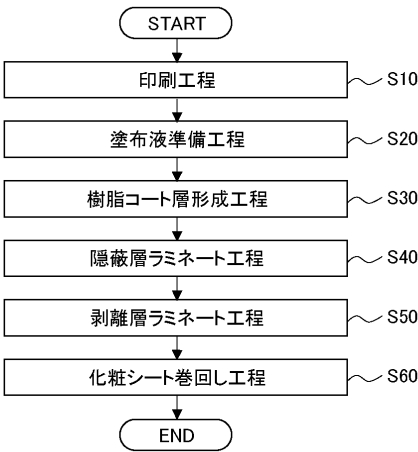 START
印刷工程 S10
塗布液準備工程 S20
樹脂コート層形成工程 S30
隠蔽層ラミネート工程 S40
剥離層ラミネート工程 S50
化粧シート巻回し工程 S60
END